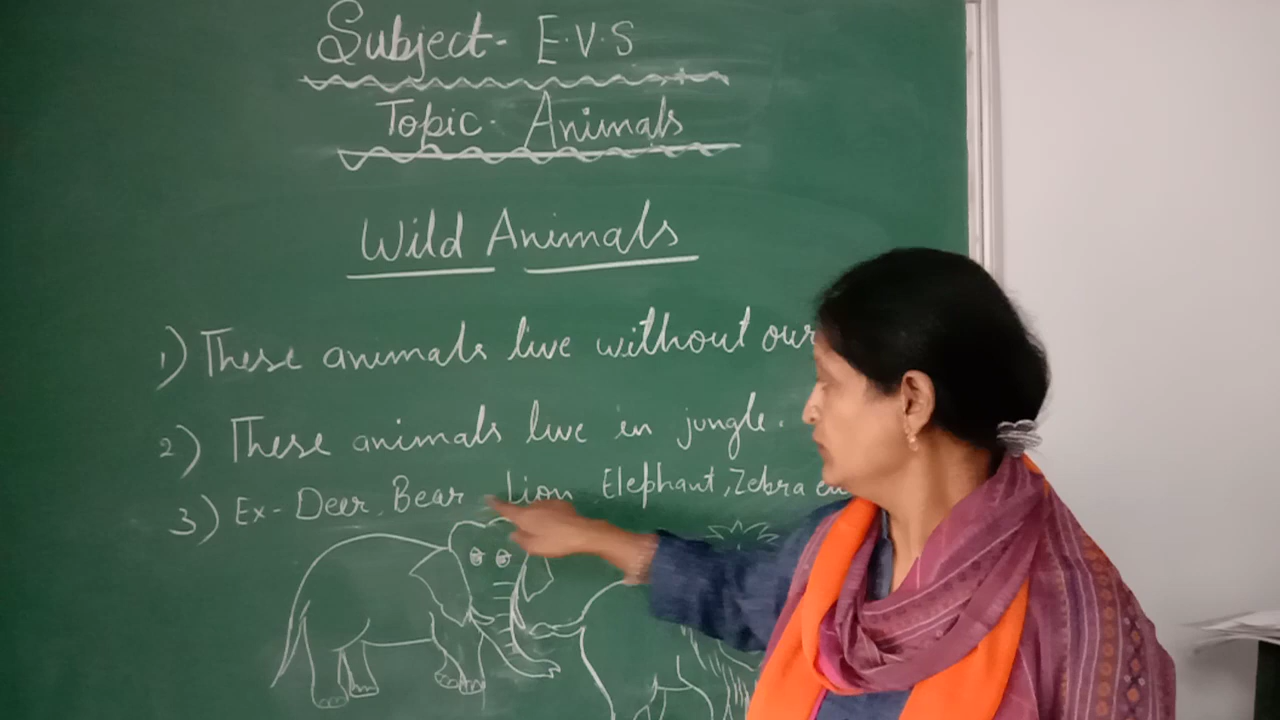 Subject- E.V.S
Topic- Animals
Wild Animals
1) These animals live without our
2) These animals live in jungle.
3) Ex- Deer, Bear, Lion Elephant, Zebra